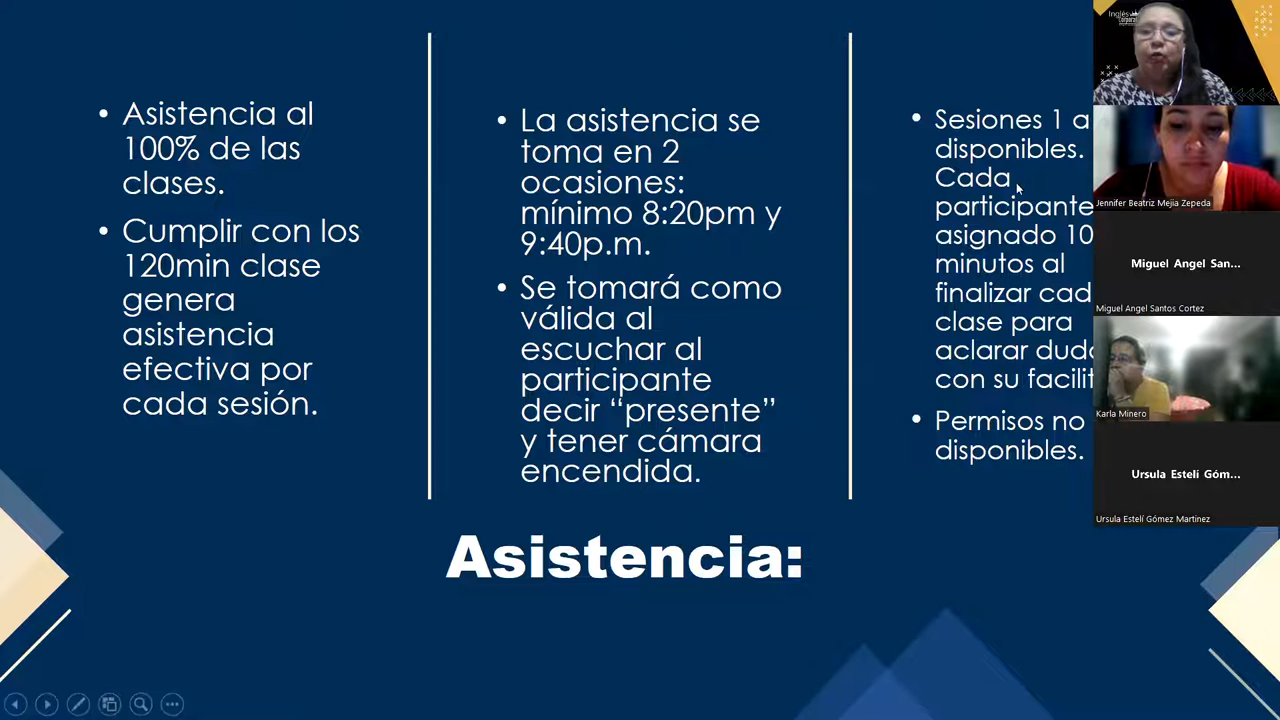 Asistencia al
100% de las
clases.
Cumplir con los
120min clase
genera
asistencia
efectiva por
cada sesión.
La asistencia se
toma en 2
ocasiones:
mínimo 8:20pm y
9:40p.m.
Se tomará como
válida al
escuchar al
participante
decir “presente”
y tener cámara
encendida.
Sesiones 1 a
disponibles.
Cada
participante
asignado 10
minutos al
finalizar cad
clase para
aclarar dud
con su facilit
Permisos no
disponibles.
Asistencia:
Inglés
Jennifer Beatriz Mejia Zepeda
Miguel Angel San...
Miguel Angel Santos Cortez
Karla Minero
Ursula Estelí Góm...
Ursula Estelí Gómez Martinez